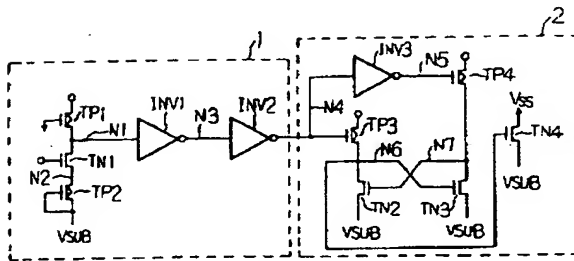 1
2
INV3
N5
TP4
TP1
N1
INV1
N3
INV2
N4
TP3
VSS
TN4
N6
N7
TN1
N2
TP2
TN2
TN3
VSUB
VSUB
VSUB
VSUB